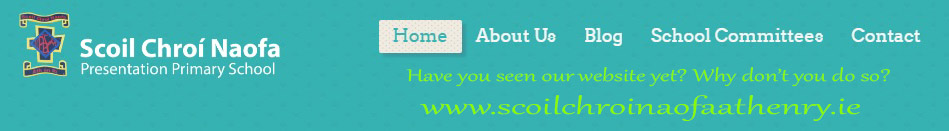 Scoil Chroí Naofa
Presentation Primary School
Home About Us Blog School Committees Contact
Have you seen our website yet? Why don't you do so?
www.scoilchroinaofaathenry.ie